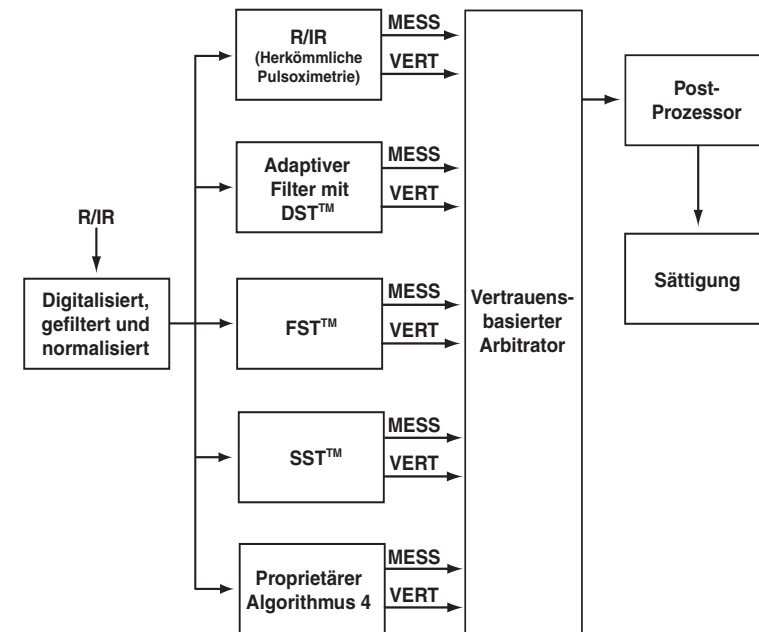 R/IR
Digitalisiert,
gefiltert und
normalisiert
R/IR
(Herkömmliche
Pulsoximetrie)
MESS
VERT
Adaptiver
Filter mit
DST™
MESS
VERT
FST™
MESS
VERT
SST™
MESS
VERT
Proprietärer
Algorithmus 4
MESS
VERT
Vertrauens-
basierter
Arbitrator
Post-
Prozessor
Sättigung